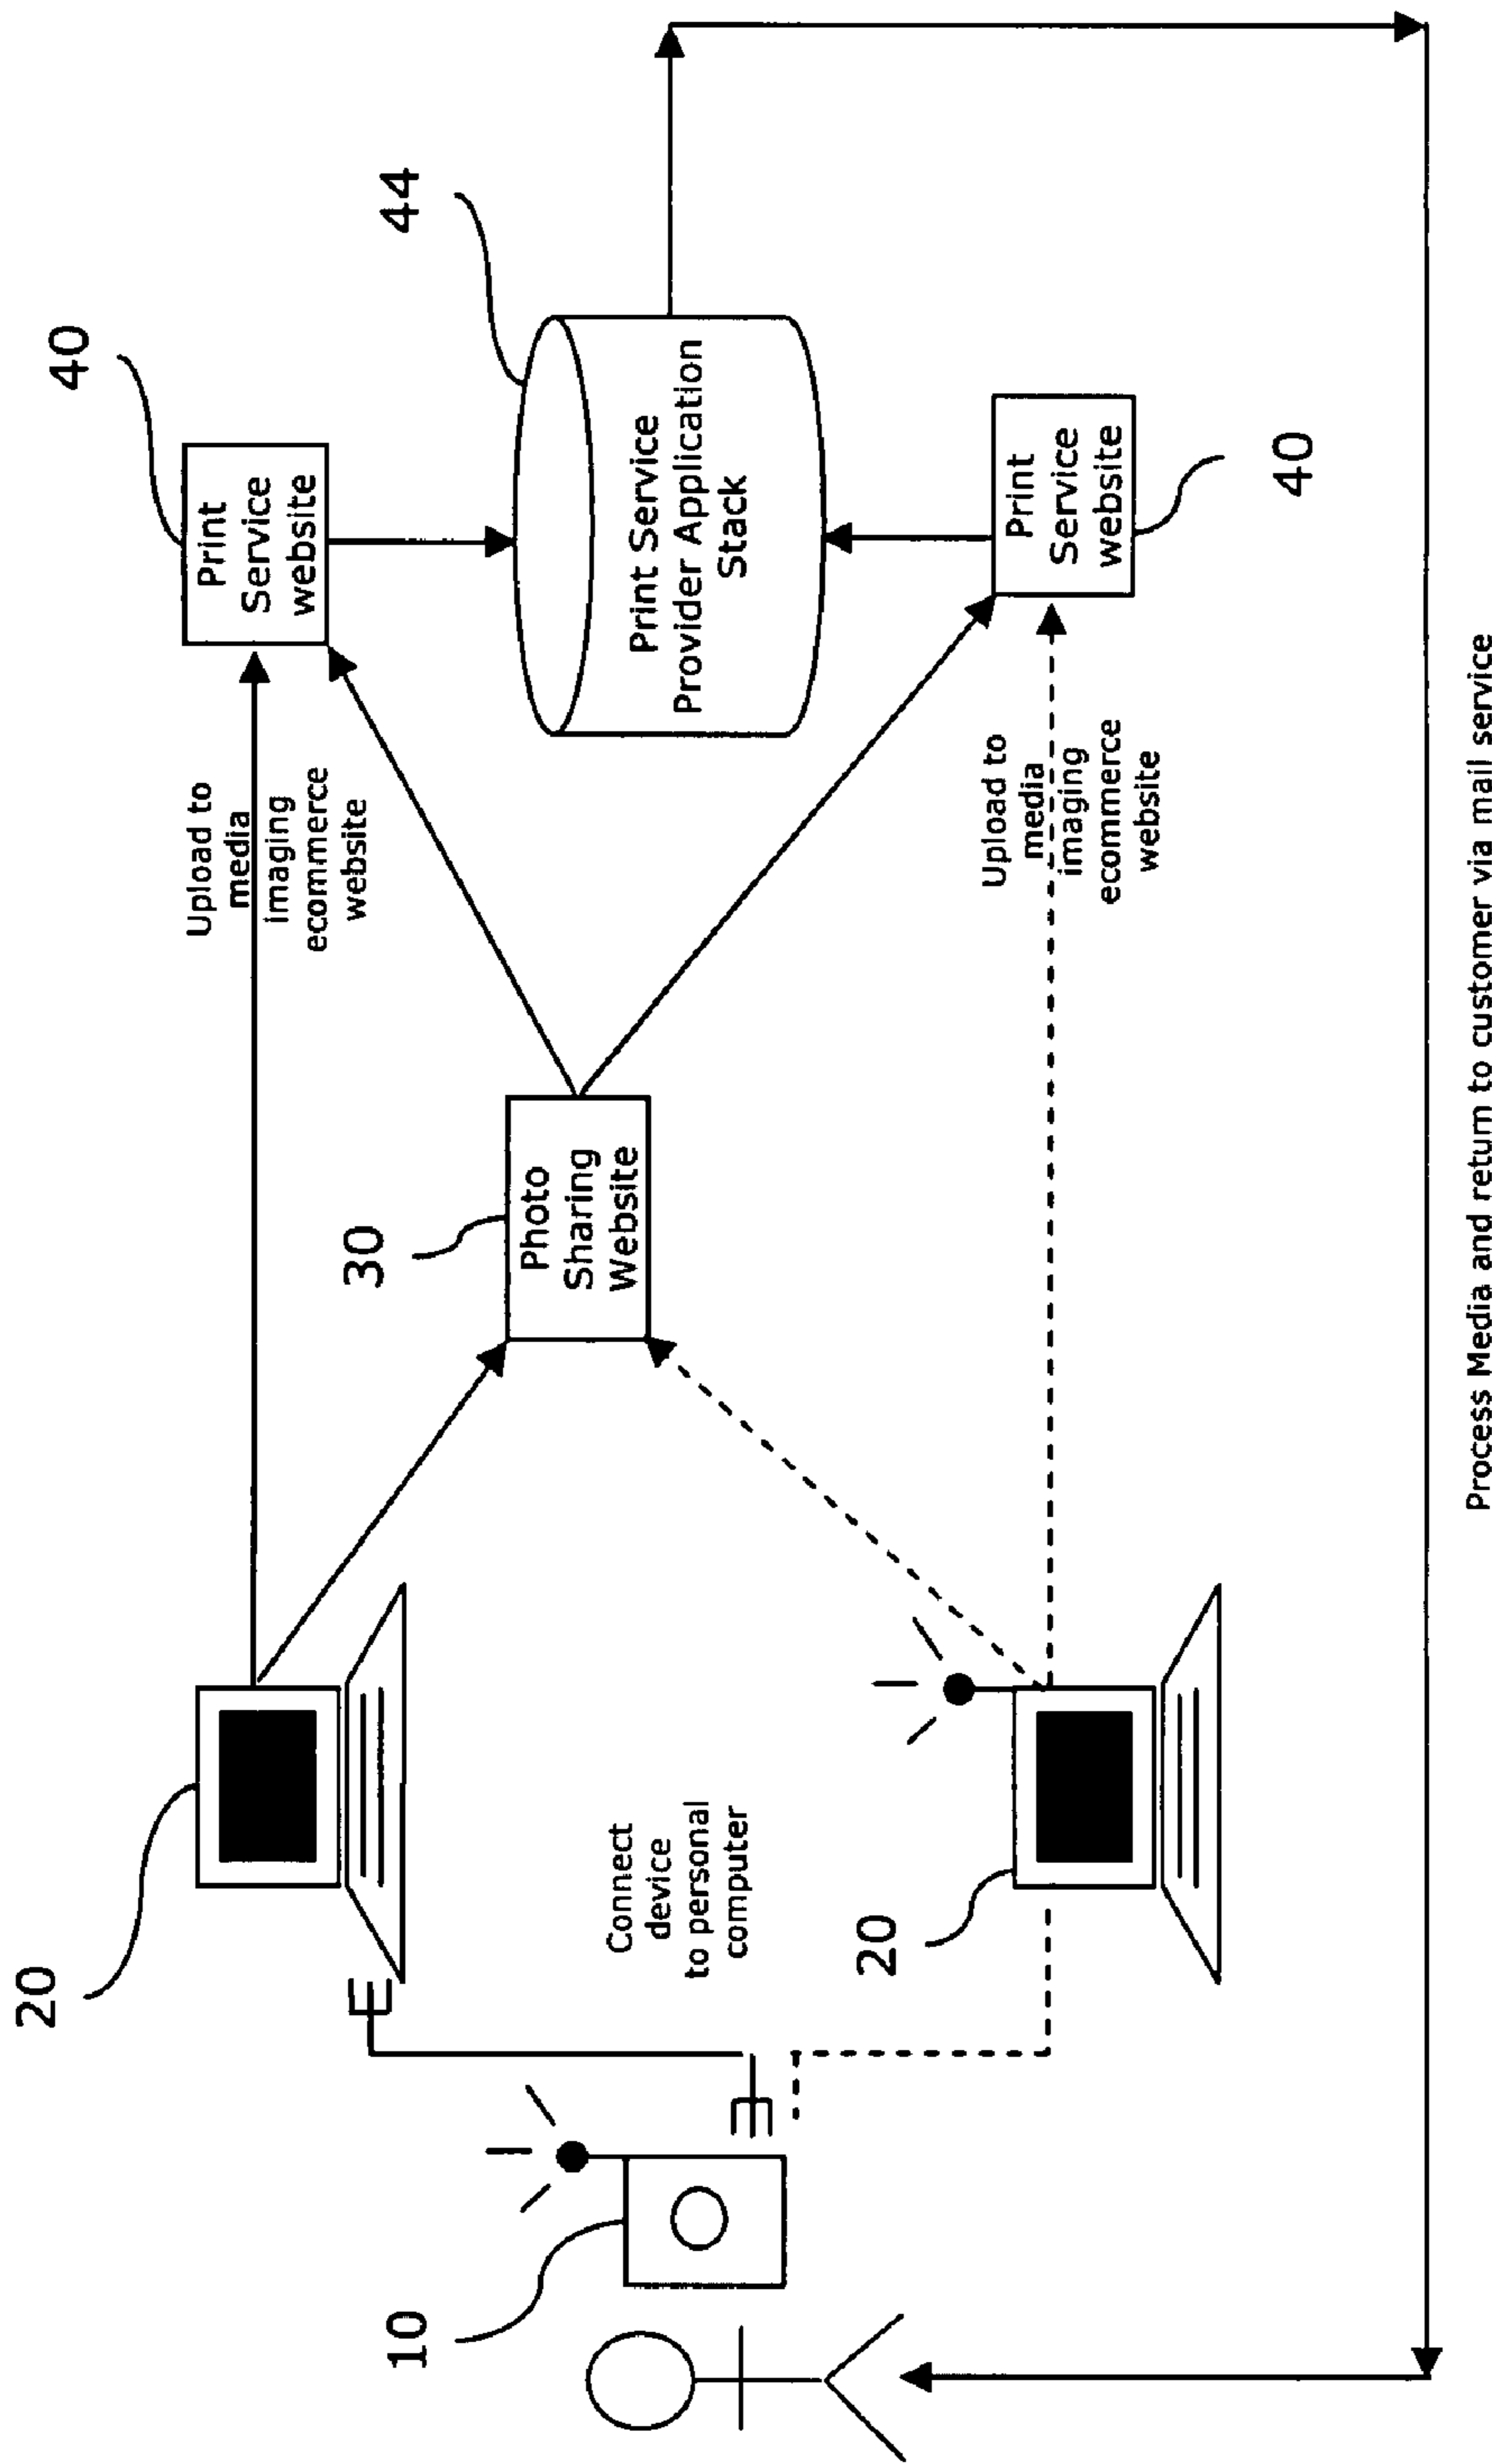 10
20
Connect
device
to personal
computer
20
30
Photo
Sharing
Website
Upload to
media
imaging
ecommerce
website
40
Print
Service
website
44
Print Service
Provider Application
Stack
Upload to
media
imaging
ecommerce
website
Print
Service
website
40
Process Media and return to customer via mail service